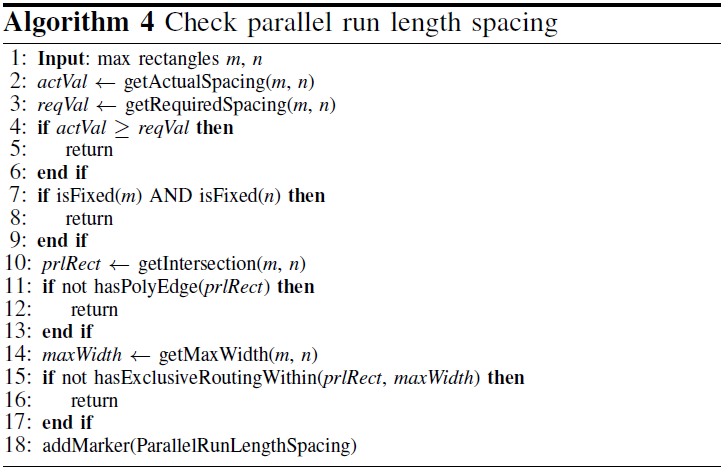 Algorithm 4 Check parallel run length spacing
1: Input: max rectangles m, n
2: actVal ← getActualSpacing(m, n)
3: reqVal ← getRequiredSpacing(m, n)
4: if actVal ≥ reqVal then
5: return
6: end if
7: if isFixed(m) AND isFixed(n) then
8: return
9: end if
10: prlRect ← getIntersection(m, n)
11: if not hasPolyEdge(prlRect) then
12: return
13: end if
14: maxWidth ← getMaxWidth(m, n)
15: if not hasExclusiveRoutingWithin(prlRect, maxWidth) then
16: return
17: end if
18: addMarker(ParallelRunLengthSpacing)